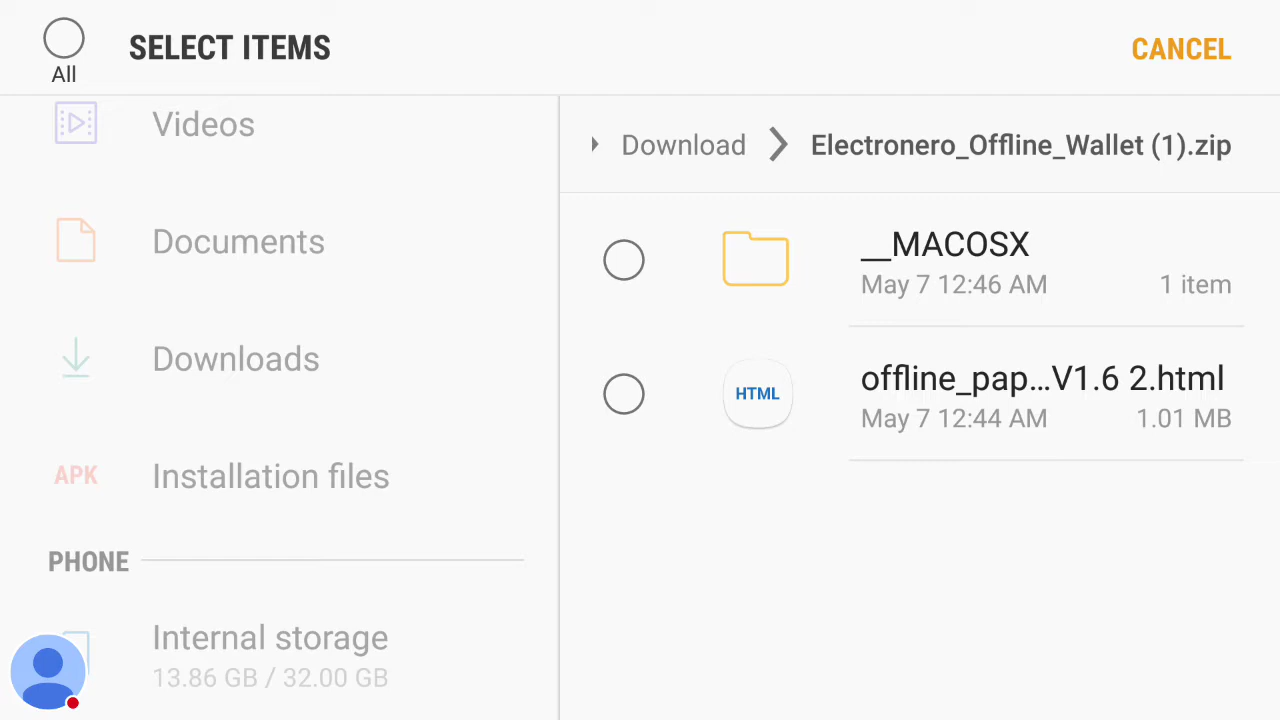 All
SELECT ITEMS
CANCEL
Videos
Documents
Downloads
APK
Installation files
PHONE
Internal storage
13.86 GB / 32.00 GB
Download
Electronero_Offline_Wallet (1).zip
__MACOSX
May 7 12:46 AM
1 item
HTML
offline_pap...V1.6 2.html
May 7 12:44 AM
1.01 MB